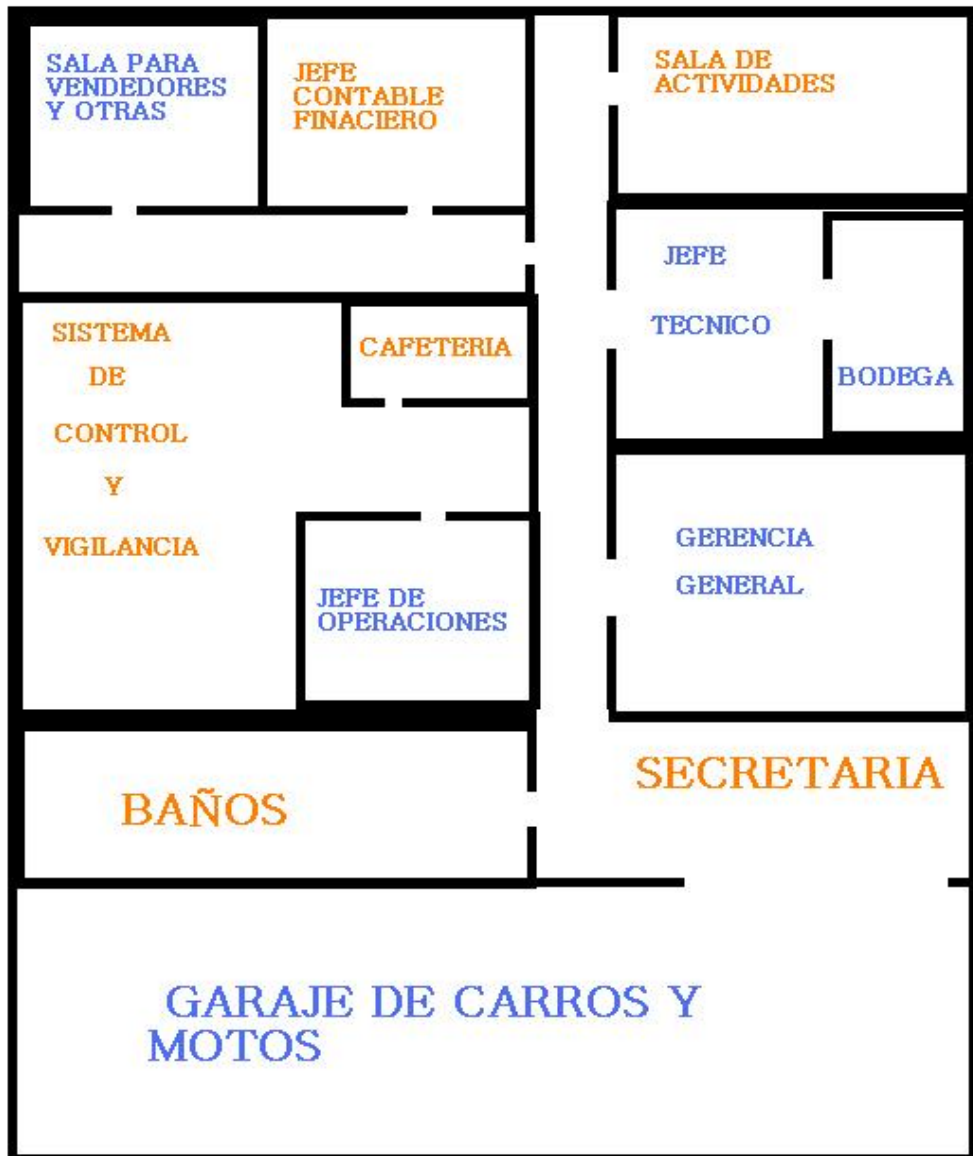 SALA PARA
VENDEDORES
Y OTRAS
JEFE
CONTABLE
FINACIERO
SALA DE
ACTIVIDADES
JEFE
TECNICO
BODEGA
SISTEMA
DE
CONTROL
Y
VIGILANCIA
CAFETERIA
JEFE DE
OPERACIONES
GERENCIA
GENERAL
BAÑOS
SECRETARIA
GARAJE DE CARROS Y
MOTOS